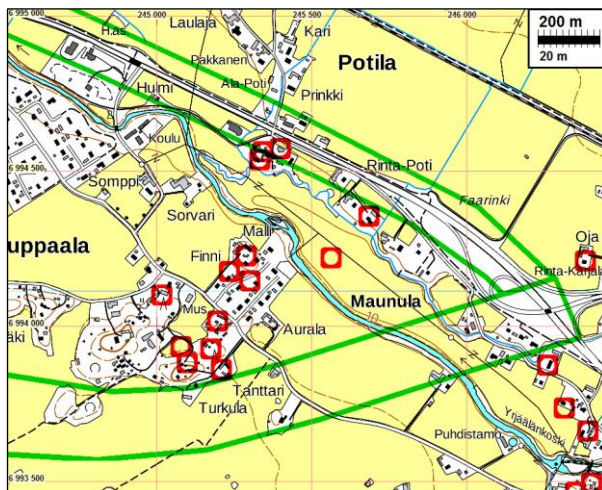 6 995 000
245 000
245 500
246 000
200 m
20 m
H.as
Laulaja
Kari
Pakkanen
Potila
Ala-Poti
Prinkki
Huhmi
Koulu
6 994 500
Rinta-Poti
Somppi
Faarinki
Sorvari
Malli
Oja
uppaala
Finni
Rinta-Karjala
Maunula
Mus.
10
6 994 000
Aurala
äki
Tanttari
Turkula
Yrjäälänkoski
Puhdistamo
6 993 500